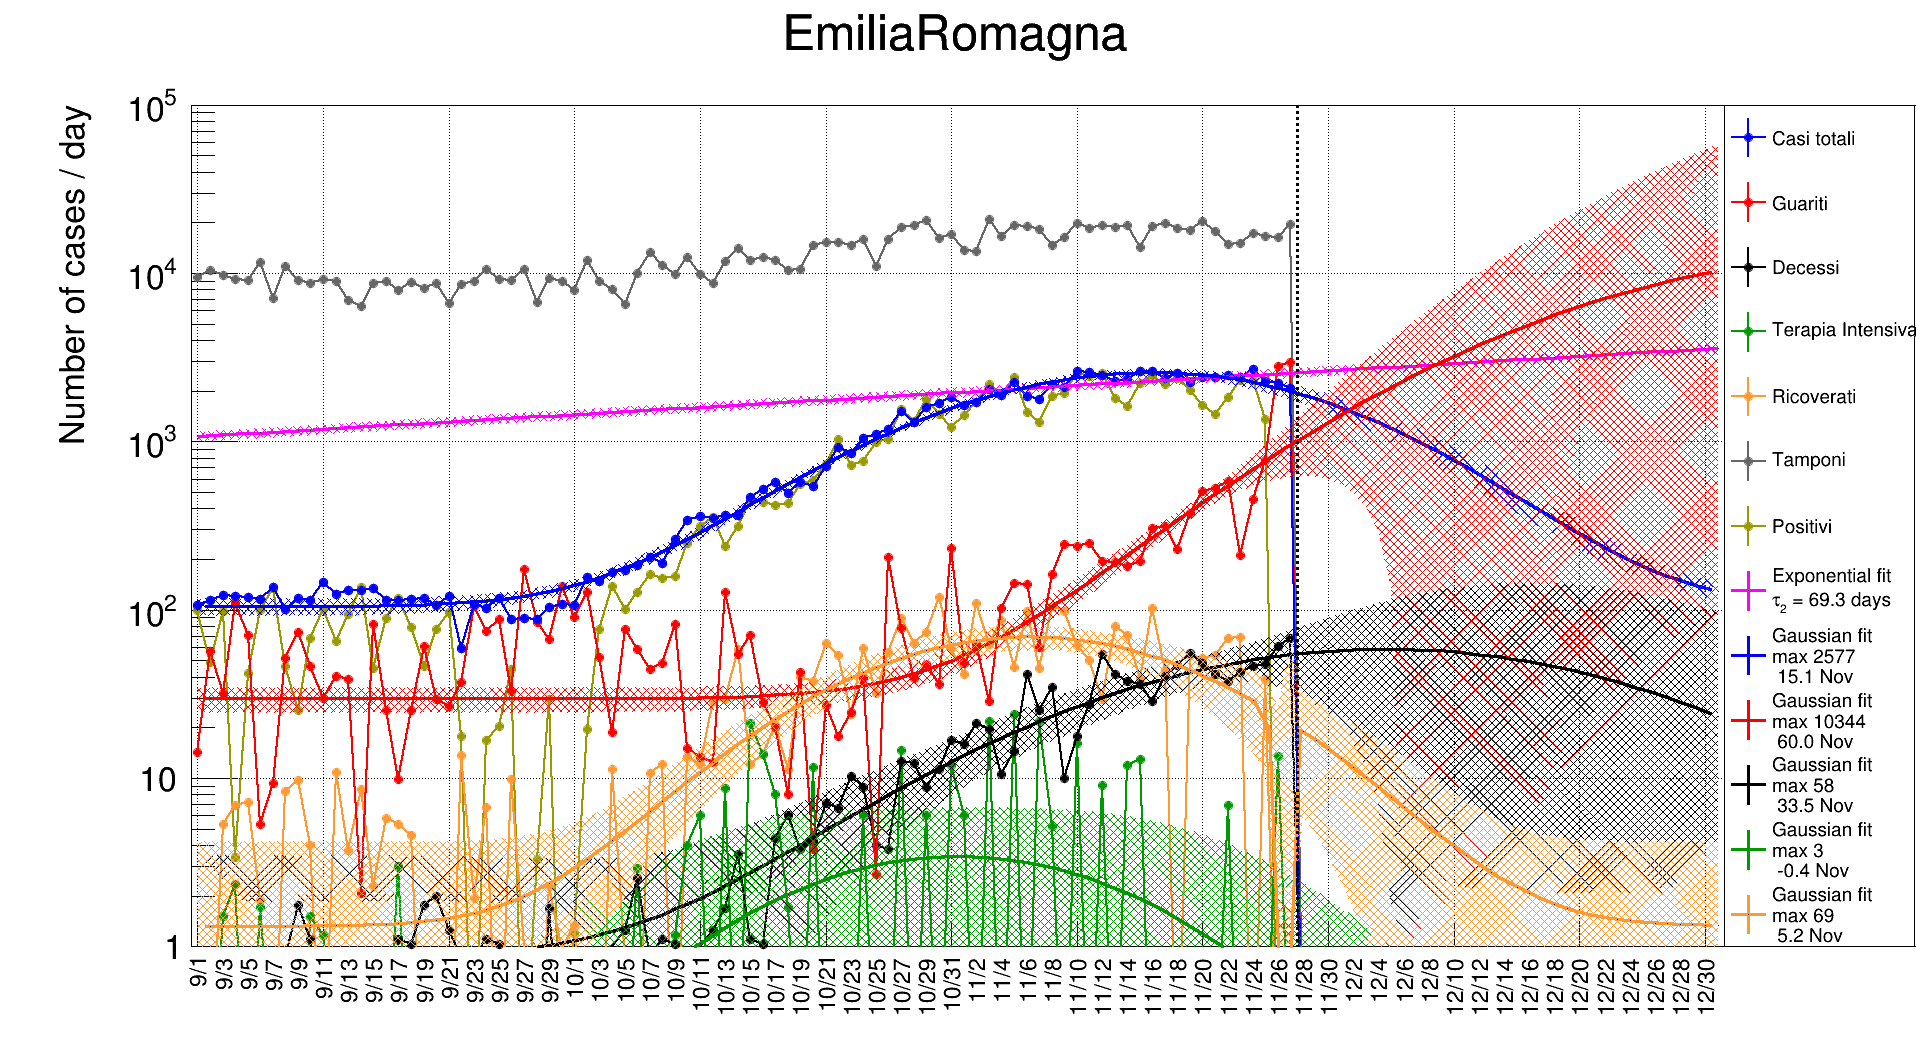 EmiliaRomagna
Number of cases / day
10^5
10^4
10^3
10^2
10
1
9/1 9/3 9/5 9/7 9/9 9/11 9/13 9/15 9/17 9/19 9/21 9/23 9/25 9/27 9/29 10/1 10/3 10/5 10/7 10/9 10/11 10/13 10/15 10/17 10/19 10/21 10/23 10/25 10/27 10/29 10/31 11/2 11/4 11/6 11/8 11/10 11/12 11/14 11/16 11/18 11/20 11/22 11/24 11/26 11/28 11/30 12/2 12/4 12/6 12/8 12/10 12/12 12/14 12/16 12/18 12/20 12/22 12/24 12/26 12/28 12/30
Casi totali
Guariti
Decessi
Terapia Intensiva
Ricoverati
Tamponi
Positivi
Exponential fit
τ₂ = 69.3 days
Gaussian fit
max 2577
15.1 Nov
Gaussian fit
max 10344
60.0 Nov
Gaussian fit
max 58
33.5 Nov
Gaussian fit
max 3
-0.4 Nov
Gaussian fit
max 69
5.2 Nov